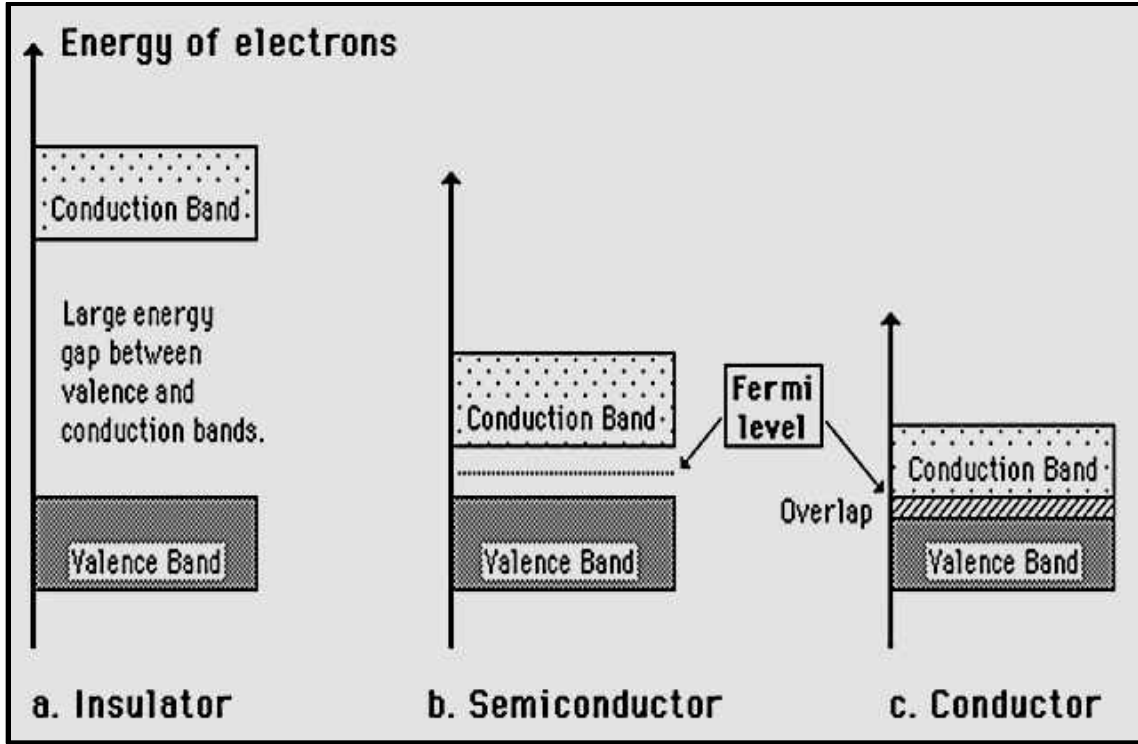 Energy of electrons
Conduction Band
Large energy
gap between
valence and
conduction bands.
Valence Band
a. Insulator
Conduction Band
Valence Band
b. Semiconductor
Fermi
level
Conduction Band
Overlap
Valence Band
c. Conductor